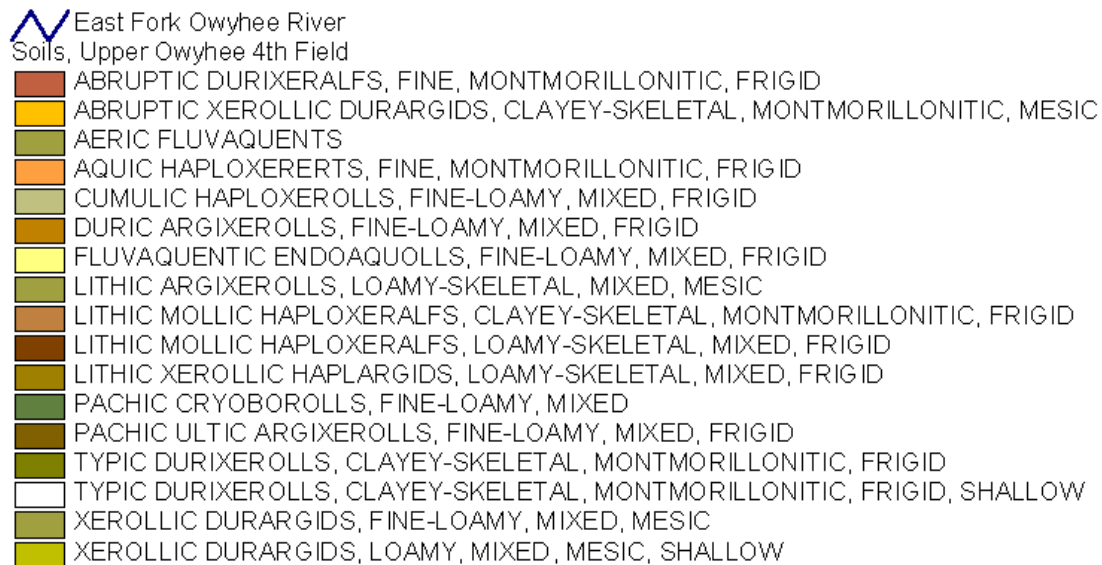 East Fork Owyhee River
Soils, Upper Owyhee 4th Field
ABRUPTIC DURIXERALFS, FINE, MONTMORILLONITIC, FRIGID
ABRUPTIC XEROLLIC DURARGIDS, CLAYEY-SKELETAL, MONTMORILLONITIC, MESIC
AERIC FLUVAQUENTS
AQUIC HAPLOXERERTS, FINE, MONTMORILLONITIC, FRIGID
CUMULIC HAPLOXEROLLS, FINE-LOAMY, MIXED, FRIGID
DURIC ARGIXEROLLS, FINE-LOAMY, MIXED, FRIGID
FLUVAQUENTIC ENDOAQUOLLS, FINE-LOAMY, MIXED, FRIGID
LITHIC ARGIXEROLLS, LOAMY-SKELETAL, MIXED, MESIC
LITHIC MOLLIC HAPLOXERALFS, CLAYEY-SKELETAL, MONTMORILLONITIC, FRIGID
LITHIC MOLLIC HAPLOXERALFS, LOAMY-SKELETAL, MIXED, FRIGID
LITHIC XEROLLIC HAPLARGIDS, LOAMY-SKELETAL, MIXED, FRIGID
PACHIC CRYOBOROLLS, FINE-LOAMY, MIXED
PACHIC ULTIC ARGIXEROLLS, FINE-LOAMY, MIXED, FRIGID
TYPIC DURIXEROLLS, CLAYEY-SKELETAL, MONTMORILLONITIC, FRIGID
TYPIC DURIXEROLLS, CLAYEY-SKELETAL, MONTMORILLONITIC, FRIGID, SHALLOW
XEROLLIC DURARGIDS, FINE-LOAMY, MIXED, MESIC
XEROLLIC DURARGIDS, LOAMY, MIXED, MESIC, SHALLOW